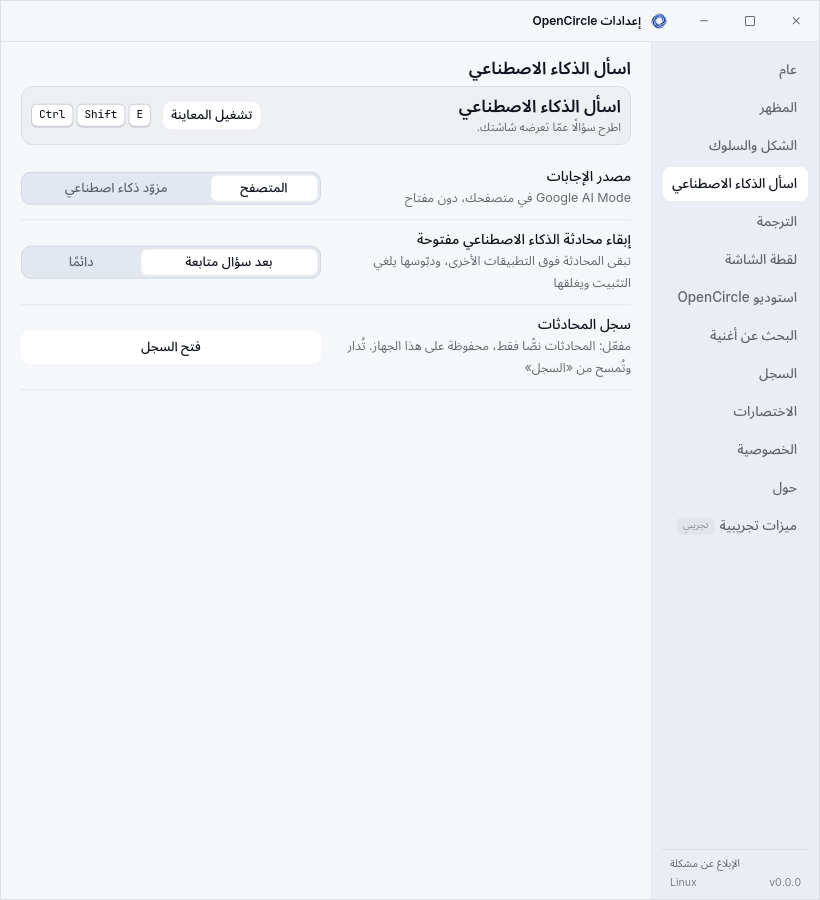 إعدادات OpenCircle
عام
المظهر
الشكل والسلوك
اسأل الذكاء الاصطناعي
الترجمة
لقطة الشاشة
استوديو OpenCircle
البحث عن أغنية
السجل
الاختصارات
الخصوصية
حول
ميزات تجريبية تجريبي
الإبلاغ عن مشكلة
v0.0.0 Linux
اسأل الذكاء الاصطناعي
اسأل الذكاء الاصطناعي
اطرح سؤالًا عمّا تعرضه شاشتك.
تشغيل المعاينة
Ctrl Shift E
مصدر الإجابات
Google AI Mode في متصفحك، دون مفتاح
المتصفح مزوّد ذكاء اصطناعي
إبقاء محادثة الذكاء الاصطناعي مفتوحة
تبقى المحادثة فوق التطبيقات الأخرى، ودبّوسها يلغي
التثبيت ويغلقها
بعد سؤال متابعة دائمًا
سجل المحادثات
مفعّل: المحادثات نصًّا فقط، محفوظة على هذا الجهاز. تُدار
وتُمسح من «السجل»
فتح السجل